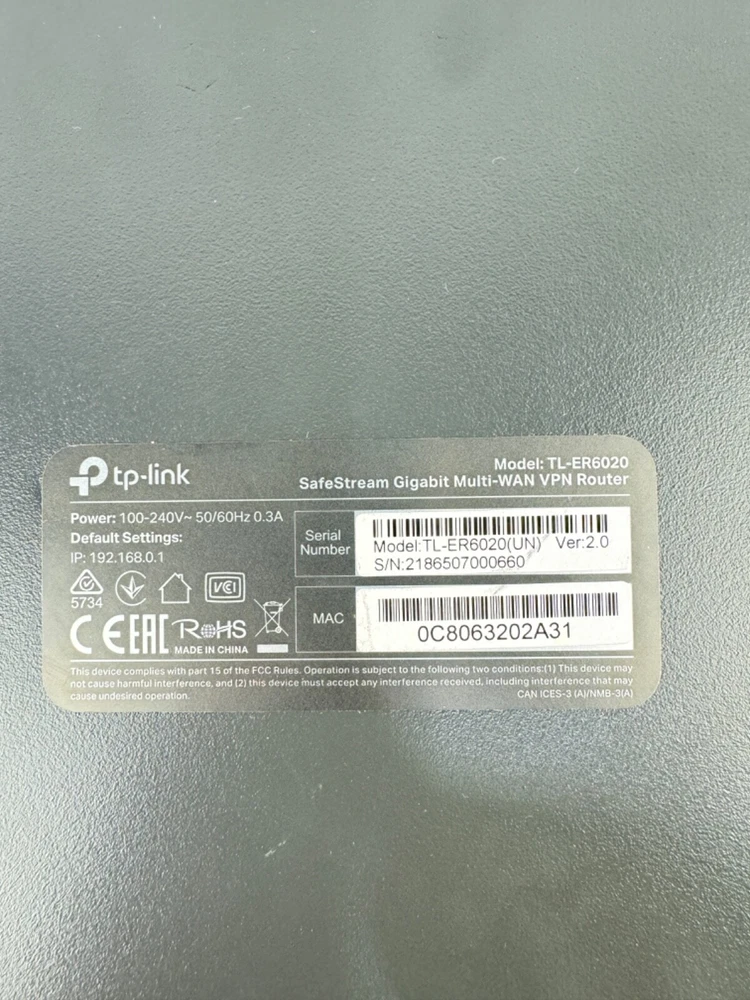 tp-link
Model: TL-ER6020
SafeStream Gigabit Multi-WAN VPN Router
Power: 100-240V~ 50/60Hz 0.3A
Default Settings:
IP: 192.168.0.1
Serial
Number
Model:TL-ER6020(UN) Ver:2.0
S/N:2186507000660
5734
VCI
CE EAC RoHS
MADE IN CHINA
MAC
0C8063202A31
This device complies with part 15 of the FCC Rules. Operation is subject to the following two conditions:(1) This device may
not cause harmful interference, and (2) this device must accept any interference received, including interference that may
cause undesired operation.
CAN ICES-3 (A)/NMB-3(A)